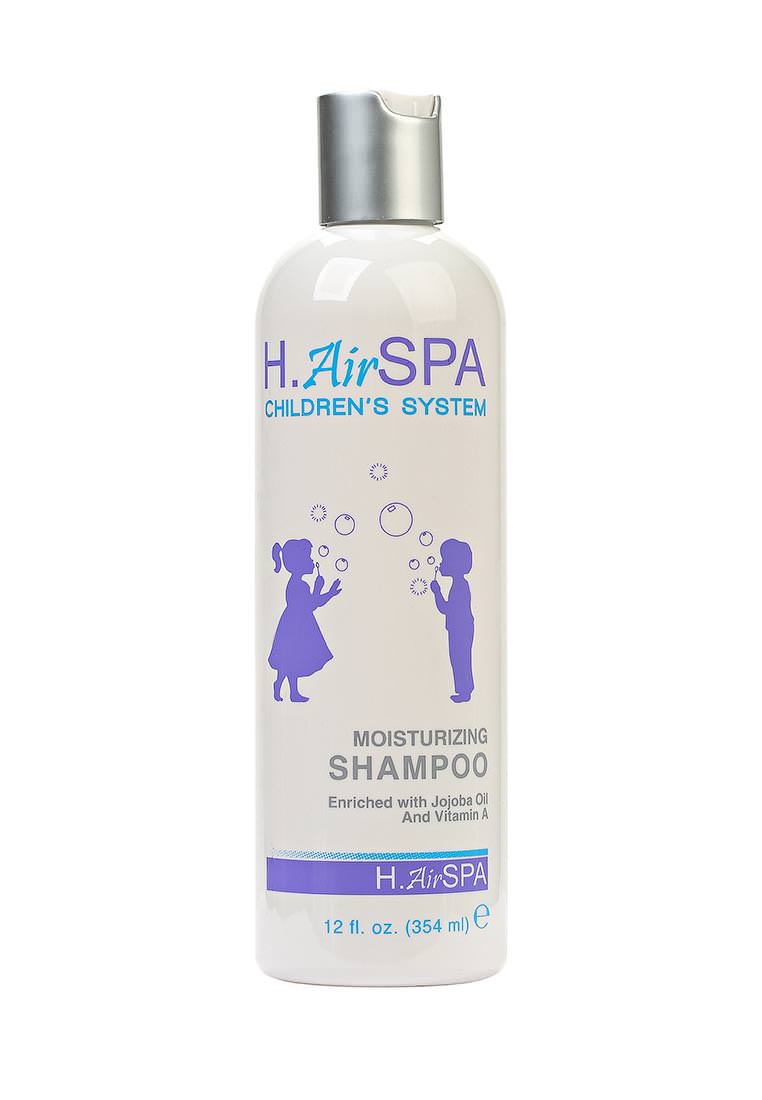 H.AirSPA
CHILDREN'S SYSTEM
MOISTURIZING
SHAMPOO
Enriched with Jojoba Oil
And Vitamin A
H.AirSPA
12 fl. oz. (354 ml) ℮